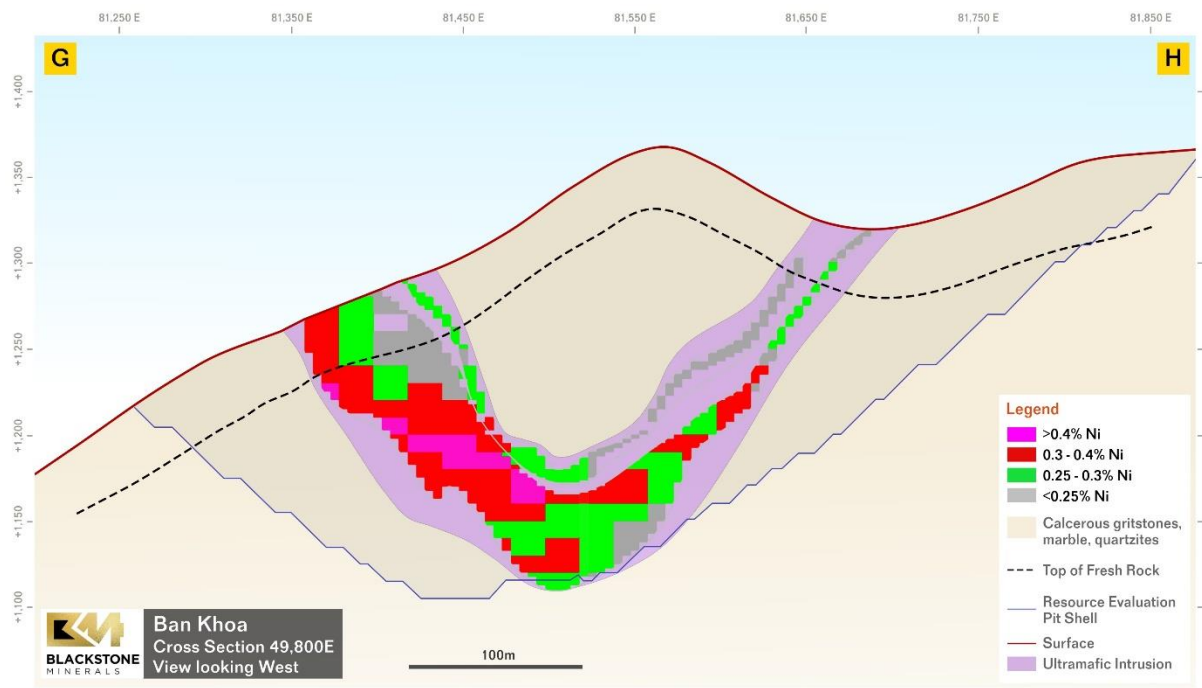 81,250 E
81,350 E
81,450 E
81,550 E
81,650 E
81,750 E
81,850 E
G
H
+1,400
+1,350
+1,300
+1,250
+1,200
+1,150
+1,100
Legend
>0.4% Ni
0.3 - 0.4% Ni
0.25 - 0.3% Ni
<0.25% Ni
Calcerous gritstones,
marble, quartzites
Top of Fresh Rock
Resource Evaluation
Pit Shell
Surface
Ultramafic Intrusion
BM
BLACKSTONE
MINERALS
Ban Khoa
Cross Section 49,800E
View looking West
100m